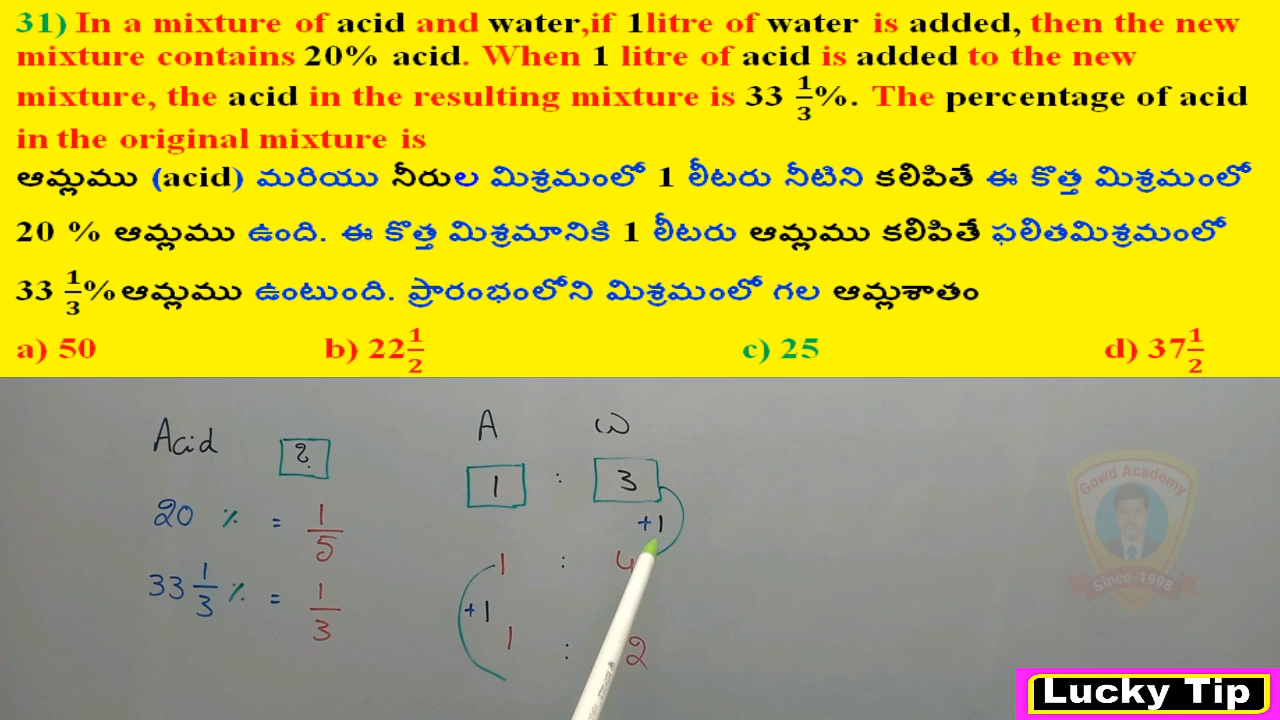 31) In a mixture of acid and water,if 1litre of water is added, then the new
mixture contains 20% acid. When 1 litre of acid is added to the new
mixture, the acid in the resulting mixture is 33 1/3%. The percentage of acid
in the original mixture is
ఆమ్లము (acid) మరియు నీరుల మిశ్రమంలో 1 లీటరు నీటిని కలిపితే ఈ కొత్త మిశ్రమంలో
20 % ఆమ్లము ఉంది. ఈ కొత్త మిశ్రమానికి 1 లీటరు ఆమ్లము కలిపితే ఫలితమిశ్రమంలో
33 1/3% ఆమ్లము ఉంటుంది. ప్రారంభంలోని మిశ్రమంలో గల ఆమ్లశాతం
a) 50 b) 22 1/2 c) 25 d) 37 1/2
Acid ?
20 % = 1/5
33 1/3 % = 1/3
A W
1 : 3
+1
1 : 4
+1
1 : 2
Gowd Academy
Since-1998
Lucky Tip